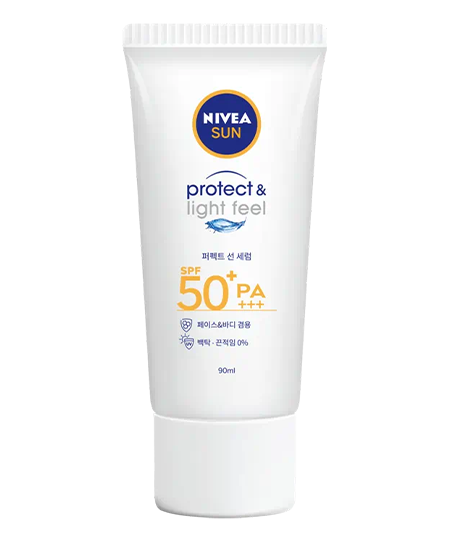 NIVEA
SUN
protect &
light feel
퍼펙트 선 세럼
SPF
50+ PA
+++
페이스&바디 겸용
백탁 · 끈적임 0%
90ml